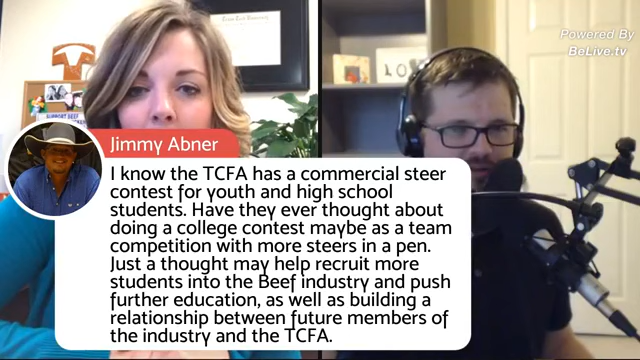 Powered By
BeLive.tv
SUPPORT BEEF
Jimmy Abner
I know the TCFA has a commercial steer
contest for youth and high school
students. Have they ever thought about
doing a college contest maybe as a team
competition with more steers in a pen.
Just a thought may help recruit more
students into the Beef industry and push
further education, as well as building a
relationship between future members of
the industry and the TCFA.